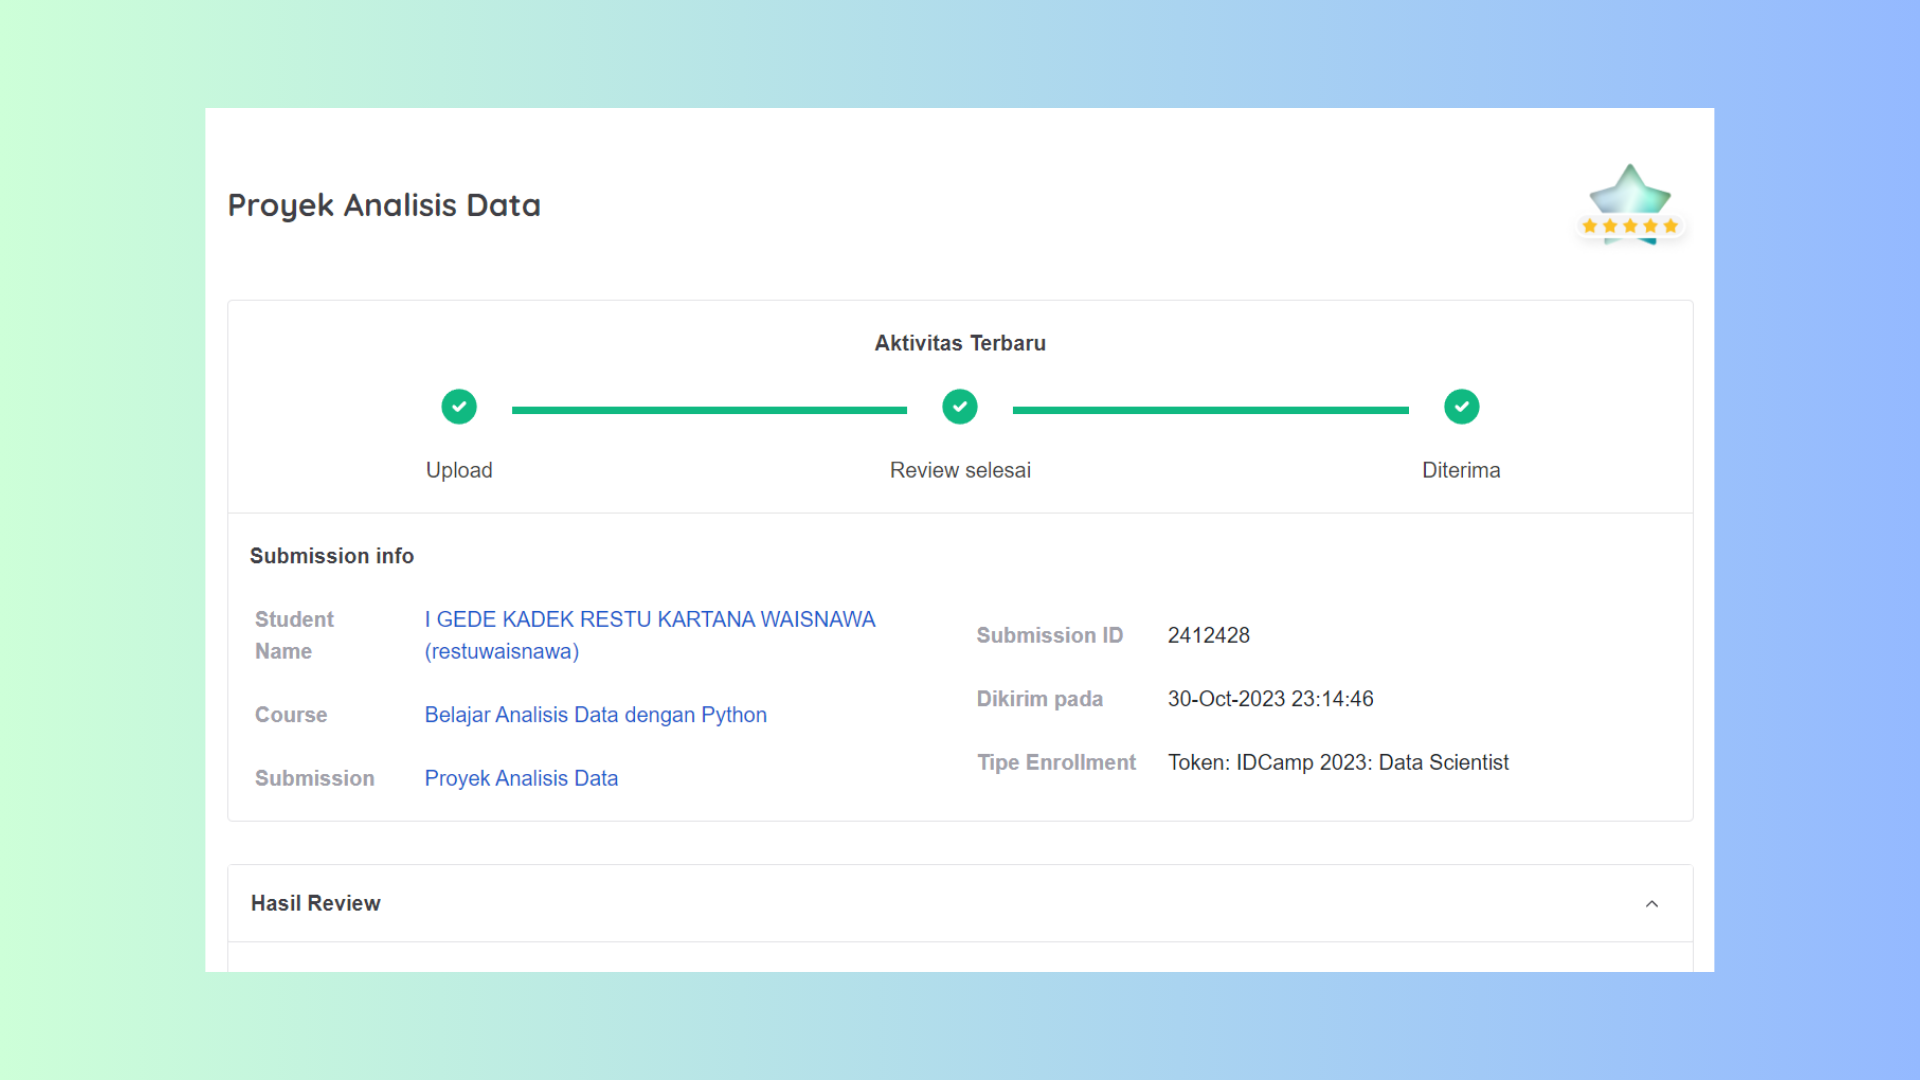 Proyek Analisis Data
Aktivitas Terbaru
Upload
Review selesai
Diterima
Submission info
Student
Name
I GEDE KADEK RESTU KARTANA WAISNAWA
(restuwaisnawa)
Course
Belajar Analisis Data dengan Python
Submission
Proyek Analisis Data
Submission ID
2412428
Dikirim pada
30-Oct-2023 23:14:46
Tipe Enrollment
Token: IDCamp 2023: Data Scientist
Hasil Review